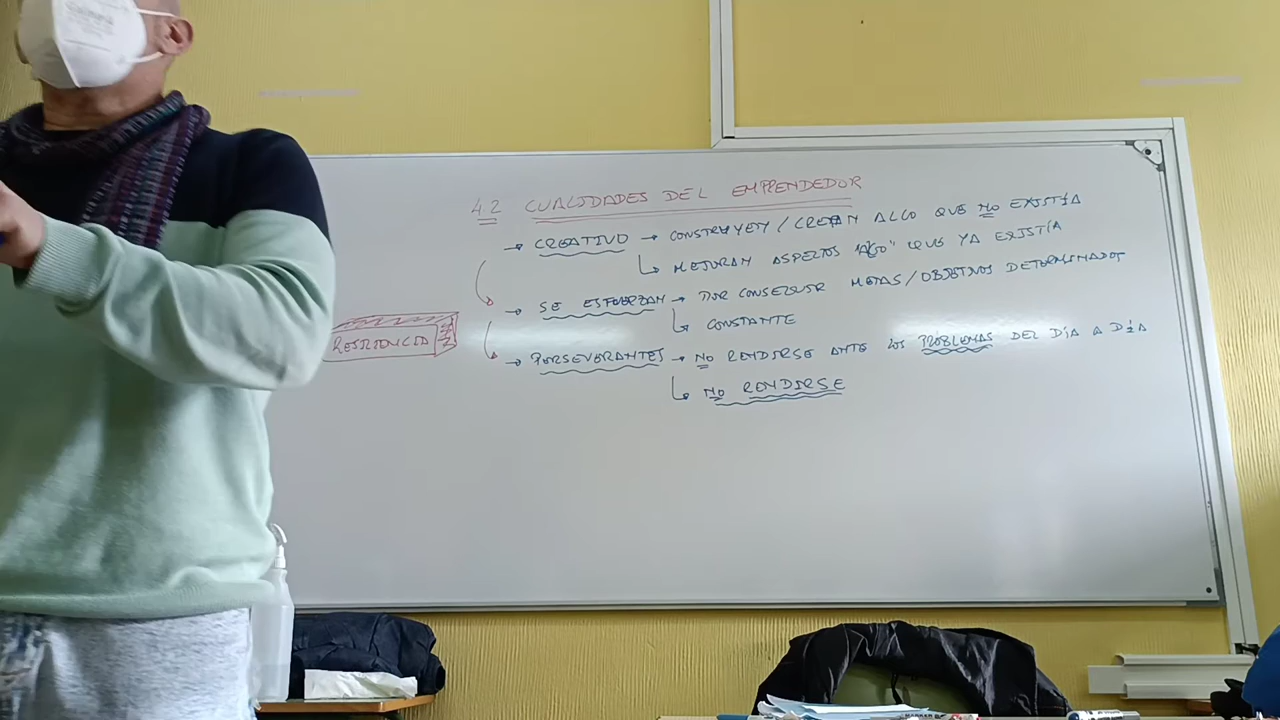 4.2 CUALIDADES DEL EMPRENDEDOR
→ CREATIVO → CONSTRUYEN / CREAN ALGO QUE NO EXISTÍA
↳ MEJORAN ASPECTOS "ALGO" QUE YA EXISTÍA
→ SE ESFUERZAN → POR CONSEGUIR METAS/OBJETIVOS DETERMINADOS
↳ CONSTANTE
RESILIENCIA
→ PERSEVERANTES → NO RENDIRSE ANTE LOS PROBLEMAS DEL DÍA A DÍA
↳ NO RENDIRSE